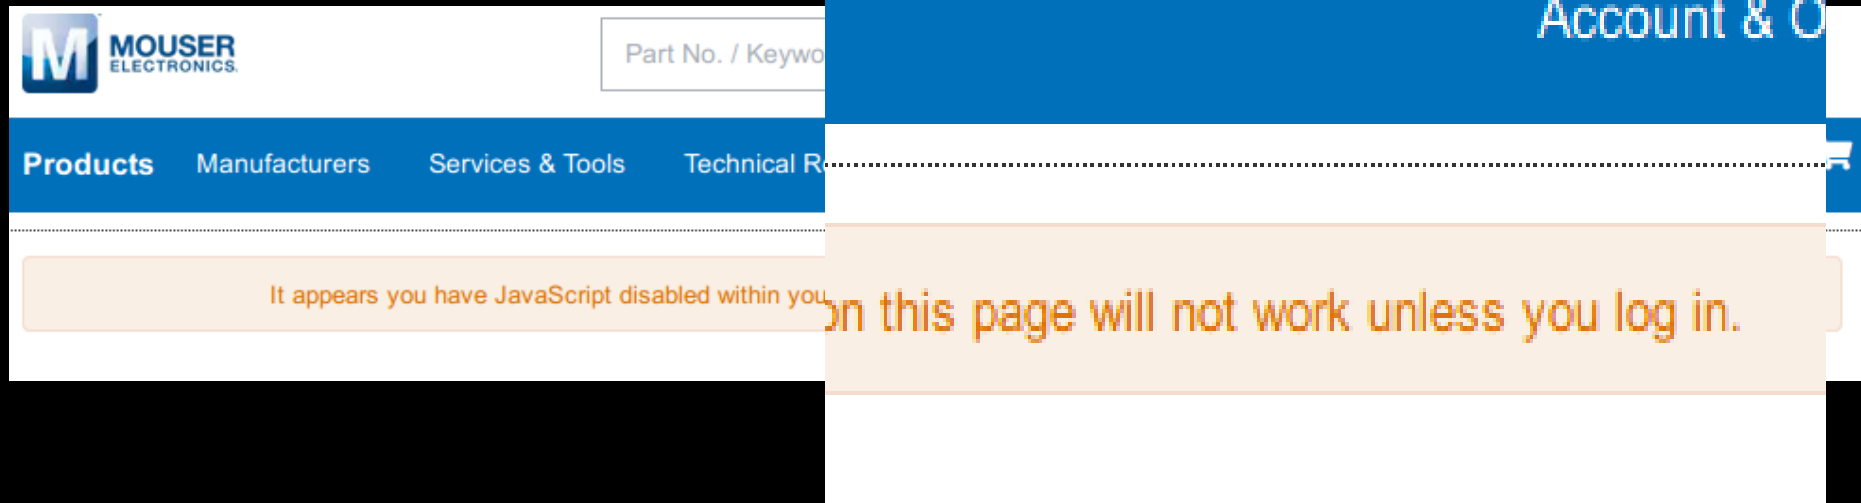 MOUSER
ELECTRONICS.
Part No. / Keywo
Account & O
Products Manufacturers Services & Tools Technical R
It appears you have JavaScript disabled within you
on this page will not work unless you log in.